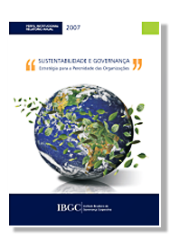 PERFIL INSTITUCIONAL
RELATÓRIO ANUAL
2007
“ SUSTENTABILIDADE E GOVERNANÇA ”
Estratégia para a Perenidade das Organizações
IBGC
Instituto Brasileiro de
Governança Corporativa